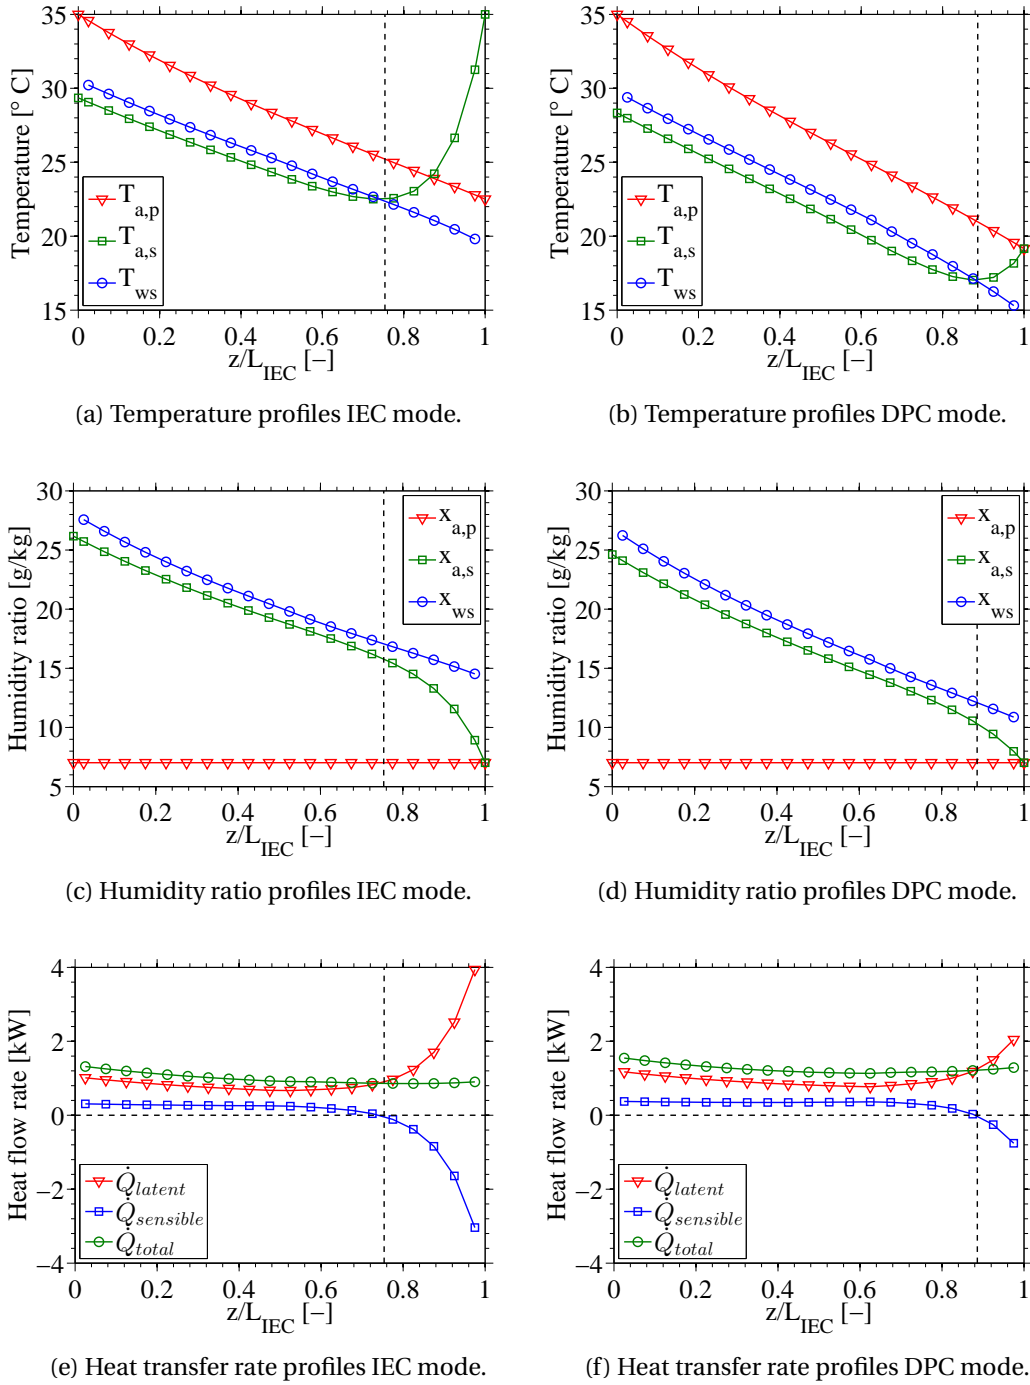 35
30
25
20
15
Temperature [° C]
T a,p
T a,s
T ws
0 0.2 0.4 0.6 0.8 1
z/L IEC [−]
(a) Temperature profiles IEC mode.
35
30
25
20
15
Temperature [° C]
T a,p
T a,s
T ws
0 0.2 0.4 0.6 0.8 1
z/L IEC [−]
(b) Temperature profiles DPC mode.
30
25
20
15
10
5
Humidity ratio [g/kg]
x a,p
x a,s
x ws
0 0.2 0.4 0.6 0.8 1
z/L IEC [−]
(c) Humidity ratio profiles IEC mode.
30
25
20
15
10
5
Humidity ratio [g/kg]
x a,p
x a,s
x ws
0 0.2 0.4 0.6 0.8 1
z/L IEC [−]
(d) Humidity ratio profiles DPC mode.
4
2
0
−2
−4
Heat flow rate [kW]
Q̇ latent
Q̇ sensible
Q̇ total
0 0.2 0.4 0.6 0.8 1
z/L IEC [−]
(e) Heat transfer rate profiles IEC mode.
4
2
0
−2
−4
Heat flow rate [kW]
Q̇ latent
Q̇ sensible
Q̇ total
0 0.2 0.4 0.6 0.8 1
z/L IEC [−]
(f) Heat transfer rate profiles DPC mode.